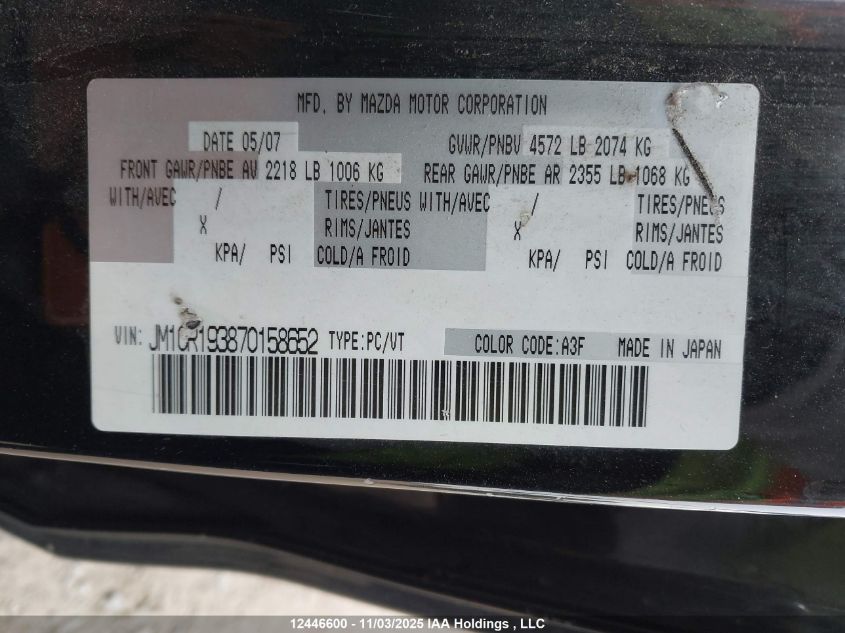 MFD. BY MAZDA MOTOR CORPORATION
DATE 05/07 GVWR/PNBV 4572 LB 2074 KG
FRONT GAWR/PNBE AV 2218 LB 1006 KG REAR GAWR/PNBE AR 2355 LB 1068 KG
WITH/AVEC / TIRES/PNEUS WITH/AVEC / TIRES/PNEUS
X RIMS/JANTES X RIMS/JANTES
KPA/ PSI COLD/A FROID KPA/ PSI COLD/A FROID
VIN: JM1CR193870158652 TYPE:PC/VT COLOR CODE:A3F MADE IN JAPAN
12446600 - 11/03/2025 IAA Holdings , LLC